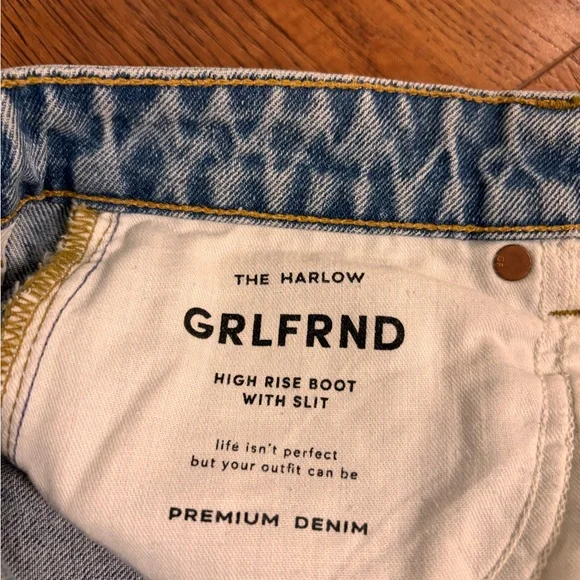 THE HARLOW
GRLFRND
HIGH RISE BOOT
WITH SLIT
life isn't perfect
but your outfit can be
PREMIUM DENIM